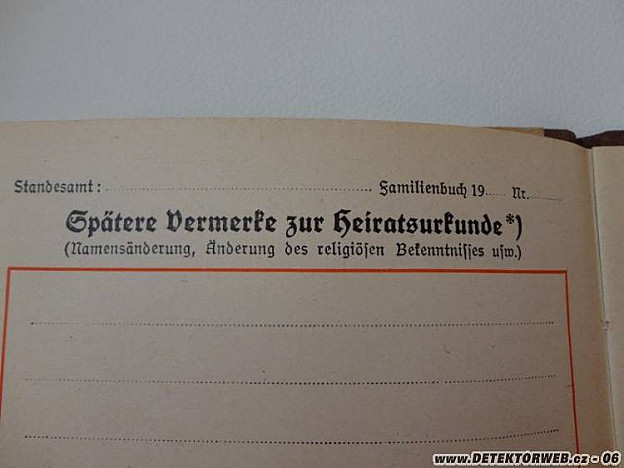 Standesamt: Familienbuch 19 Nr.
Spätere Vermerke zur Heiratsurkunde*)
(Namensänderung, Änderung des religiösen Bekenntnisses usw.)
www.DETEKTORWEB.cz - 06